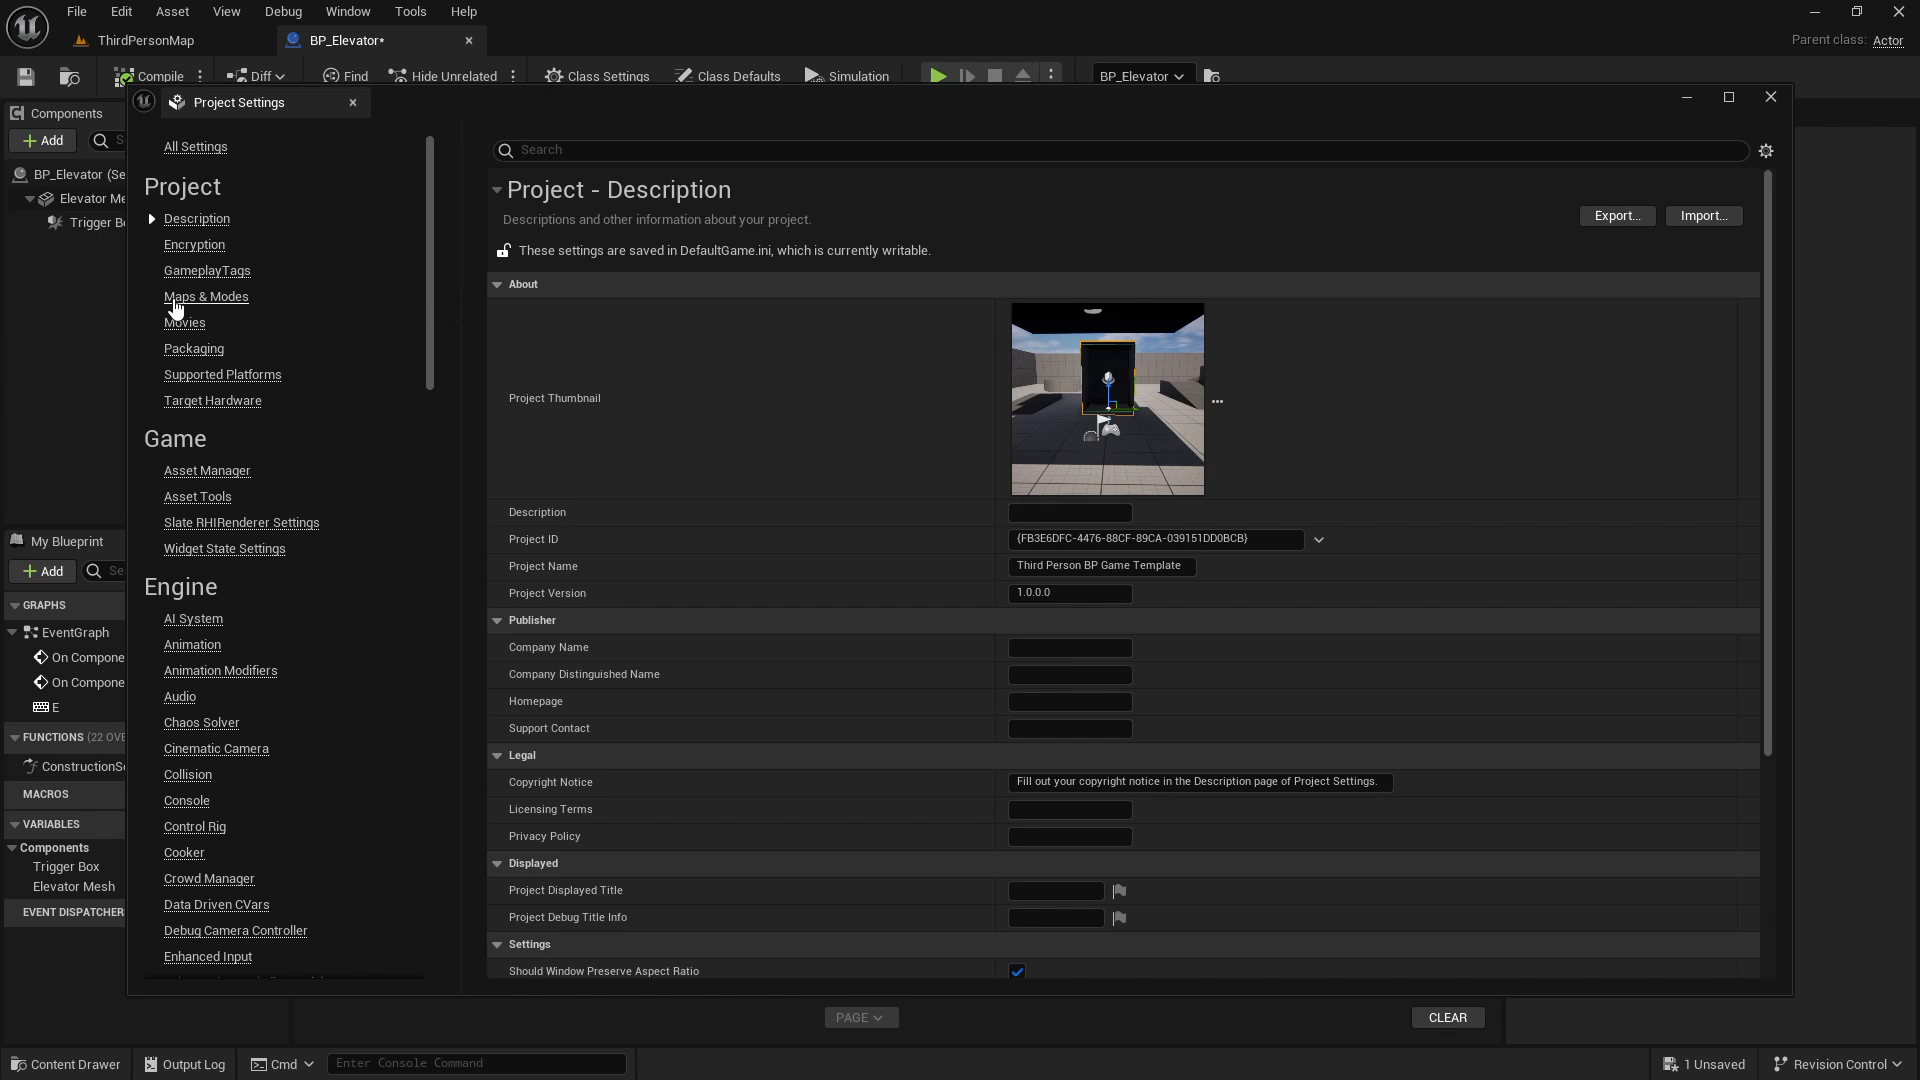 File Edit Asset View Debug Window Tools Help
ThirdPersonMap
BP_Elevator*
Parent class: Actor
Compile
Diff
Find
Hide Unrelated
Class Settings
Class Defaults
Simulation
BP_Elevator
Components
Add
BP_Elevator (Se
Elevator Me
Trigger B
My Blueprint
Add
Se
GRAPHS
EventGraph
On Compone
On Compone
E
FUNCTIONS (22 OVE
ConstructionS
MACROS
VARIABLES
Components
Trigger Box
Elevator Mesh
EVENT DISPATCHER
Project Settings
All Settings
Project
Description
Encryption
GameplayTags
Maps & Modes
Movies
Packaging
Supported Platforms
Target Hardware
Game
Asset Manager
Asset Tools
Slate RHIRenderer Settings
Widget State Settings
Engine
AI System
Animation
Animation Modifiers
Audio
Chaos Solver
Cinematic Camera
Collision
Console
Control Rig
Cooker
Crowd Manager
Data Driven CVars
Debug Camera Controller
Enhanced Input
Search
Project - Description
Descriptions and other information about your project.
Export...
Import...
These settings are saved in DefaultGame.ini, which is currently writable.
About
Project Thumbnail
Description
Project ID
{FB3E6DFC-4476-88CF-89CA-039151DD0BCB}
Project Name
Third Person BP Game Template
Project Version
1.0.0.0
Publisher
Company Name
Company Distinguished Name
Homepage
Support Contact
Legal
Copyright Notice
Fill out your copyright notice in the Description page of Project Settings.
Licensing Terms
Privacy Policy
Displayed
Project Displayed Title
Project Debug Title Info
Settings
Should Window Preserve Aspect Ratio
PAGE
CLEAR
Content Drawer
Output Log
Cmd
Enter Console Command
1 Unsaved
Revision Control